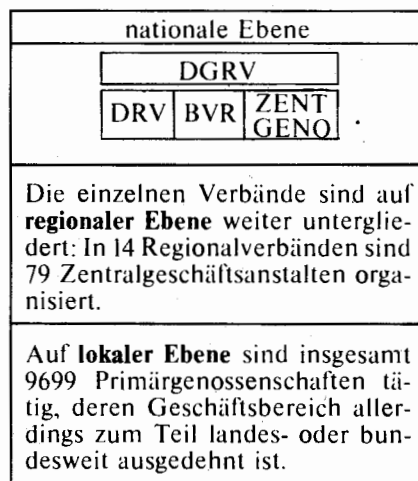 nationale Ebene
DGRV
DRV BVR ZENT
GENO
Die einzelnen Verbände sind auf
regionaler Ebene weiter unterglie-
dert: In 14 Regionalverbänden sind
79 Zentralgeschäftsanstalten orga-
nisiert.
Auf lokaler Ebene sind insgesamt
9699 Primärgenossenschaften tä-
tig, deren Geschäftsbereich aller-
dings zum Teil landes- oder bun-
desweit ausgedehnt ist.